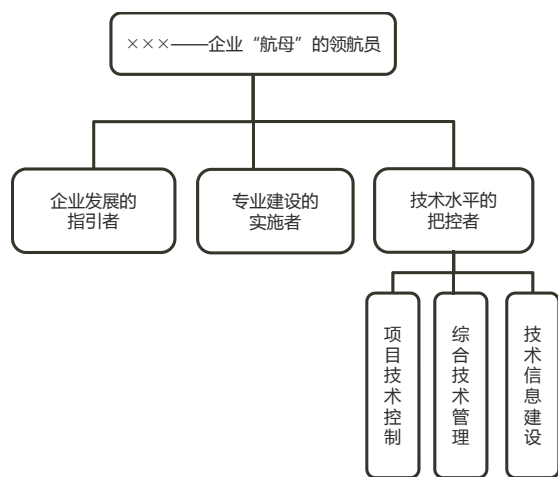 ×××——企业“航母”的领航员
企业发展的
指引者
专业建设的
实施者
技术水平的
把控者
项目技术控制
综合技术管理
技术信息建设